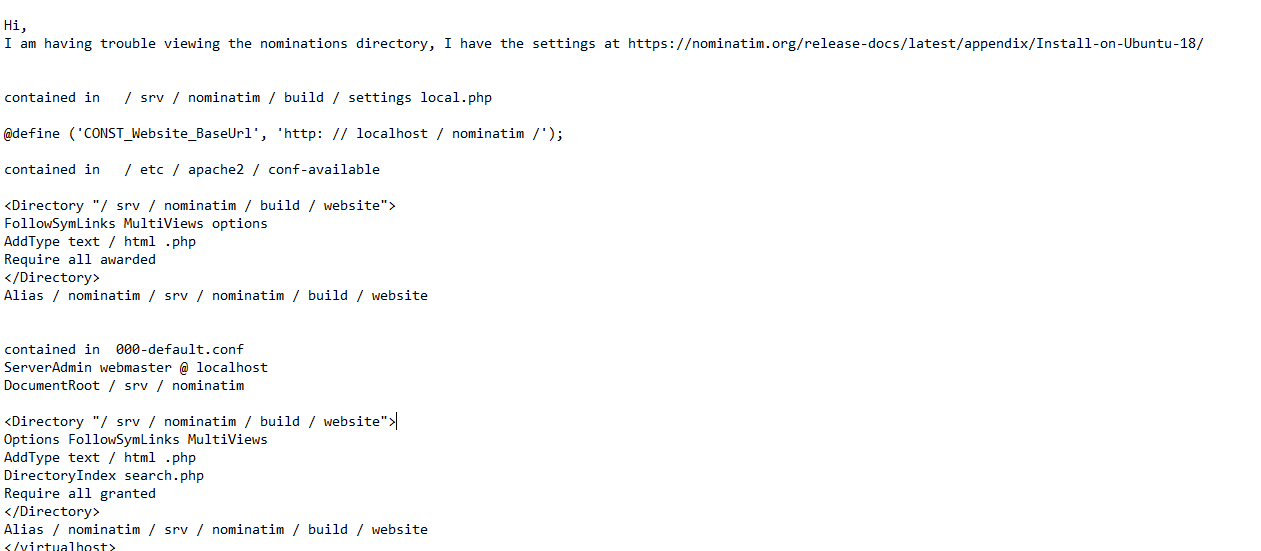 Hi,
I am having trouble viewing the nominations directory, I have the settings at https://nominatim.org/release-docs/latest/appendix/Install-on-Ubuntu-18/
contained in   / srv / nominatim / build / settings local.php
@define ('CONST_Website_BaseUrl', 'http: // localhost / nominatim /');
contained in   / etc / apache2 / conf-available
<Directory "/ srv / nominatim / build / website">
FollowSymLinks MultiViews options
AddType text / html .php
Require all awarded
</Directory>
Alias / nominatim / srv / nominatim / build / website
contained in  000-default.conf
ServerAdmin webmaster @ localhost
DocumentRoot / srv / nominatim
<Directory "/ srv / nominatim / build / website">
Options FollowSymLinks MultiViews
AddType text / html .php
DirectoryIndex search.php
Require all granted
</Directory>
Alias / nominatim / srv / nominatim / build / website
</virtualhost>